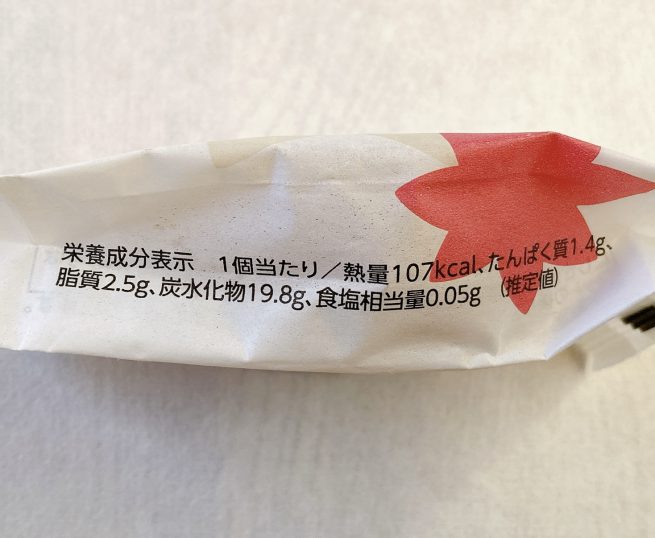 栄養成分表示 1個当たり／熱量107kcal、たんぱく質1.4g、
脂質2.5g、炭水化物19.8g、食塩相当量0.05g (推定値)